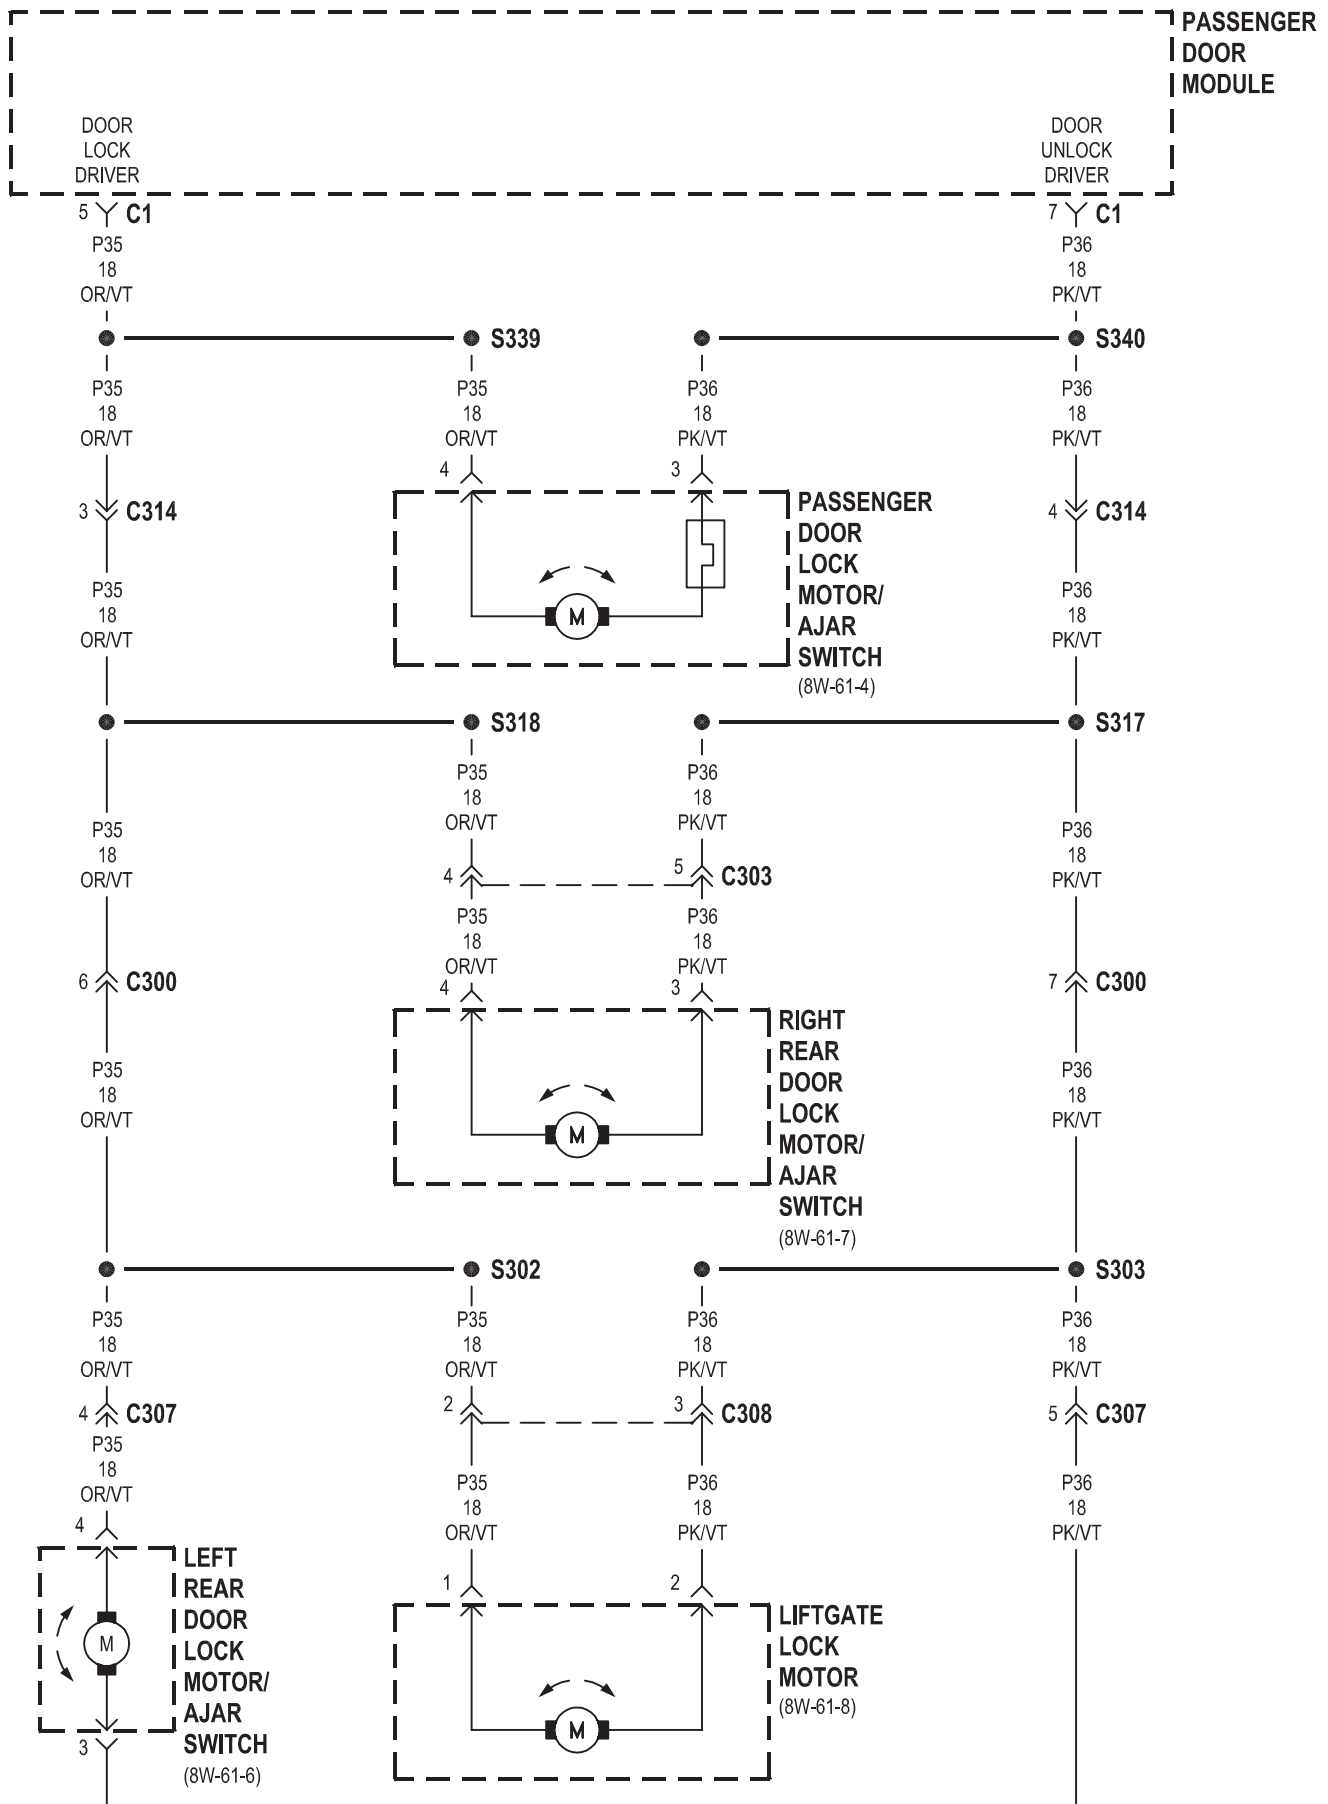 PASSENGER
DOOR
MODULE
DOOR
LOCK
DRIVER
DOOR
UNLOCK
DRIVER
5 C1
7 C1
P35
18
OR/VT
P36
18
PK/VT
S339
S340
P35
18
OR/VT
P35
18
OR/VT
P36
18
PK/VT
P36
18
PK/VT
4
3
3 C314
4 C314
PASSENGER
DOOR
LOCK
MOTOR/
AJAR
SWITCH
(8W-61-4)
M
P35
18
OR/VT
P36
18
PK/VT
S318
S317
P35
18
OR/VT
P36
18
PK/VT
P35
18
OR/VT
P36
18
PK/VT
4
5 C303
P35
18
OR/VT
P36
18
PK/VT
6 C300
4
3
7 C300
RIGHT
REAR
DOOR
LOCK
MOTOR/
AJAR
SWITCH
(8W-61-7)
M
P35
18
OR/VT
P36
18
PK/VT
S302
S303
P35
18
OR/VT
P35
18
OR/VT
P36
18
PK/VT
P36
18
PK/VT
4 C307
2
3 C308
5 C307
P35
18
OR/VT
P35
18
OR/VT
P36
18
PK/VT
P36
18
PK/VT
4
1
2
LEFT
REAR
DOOR
LOCK
MOTOR/
AJAR
SWITCH
(8W-61-6)
M
3
LIFTGATE
LOCK
MOTOR
(8W-61-8)
M